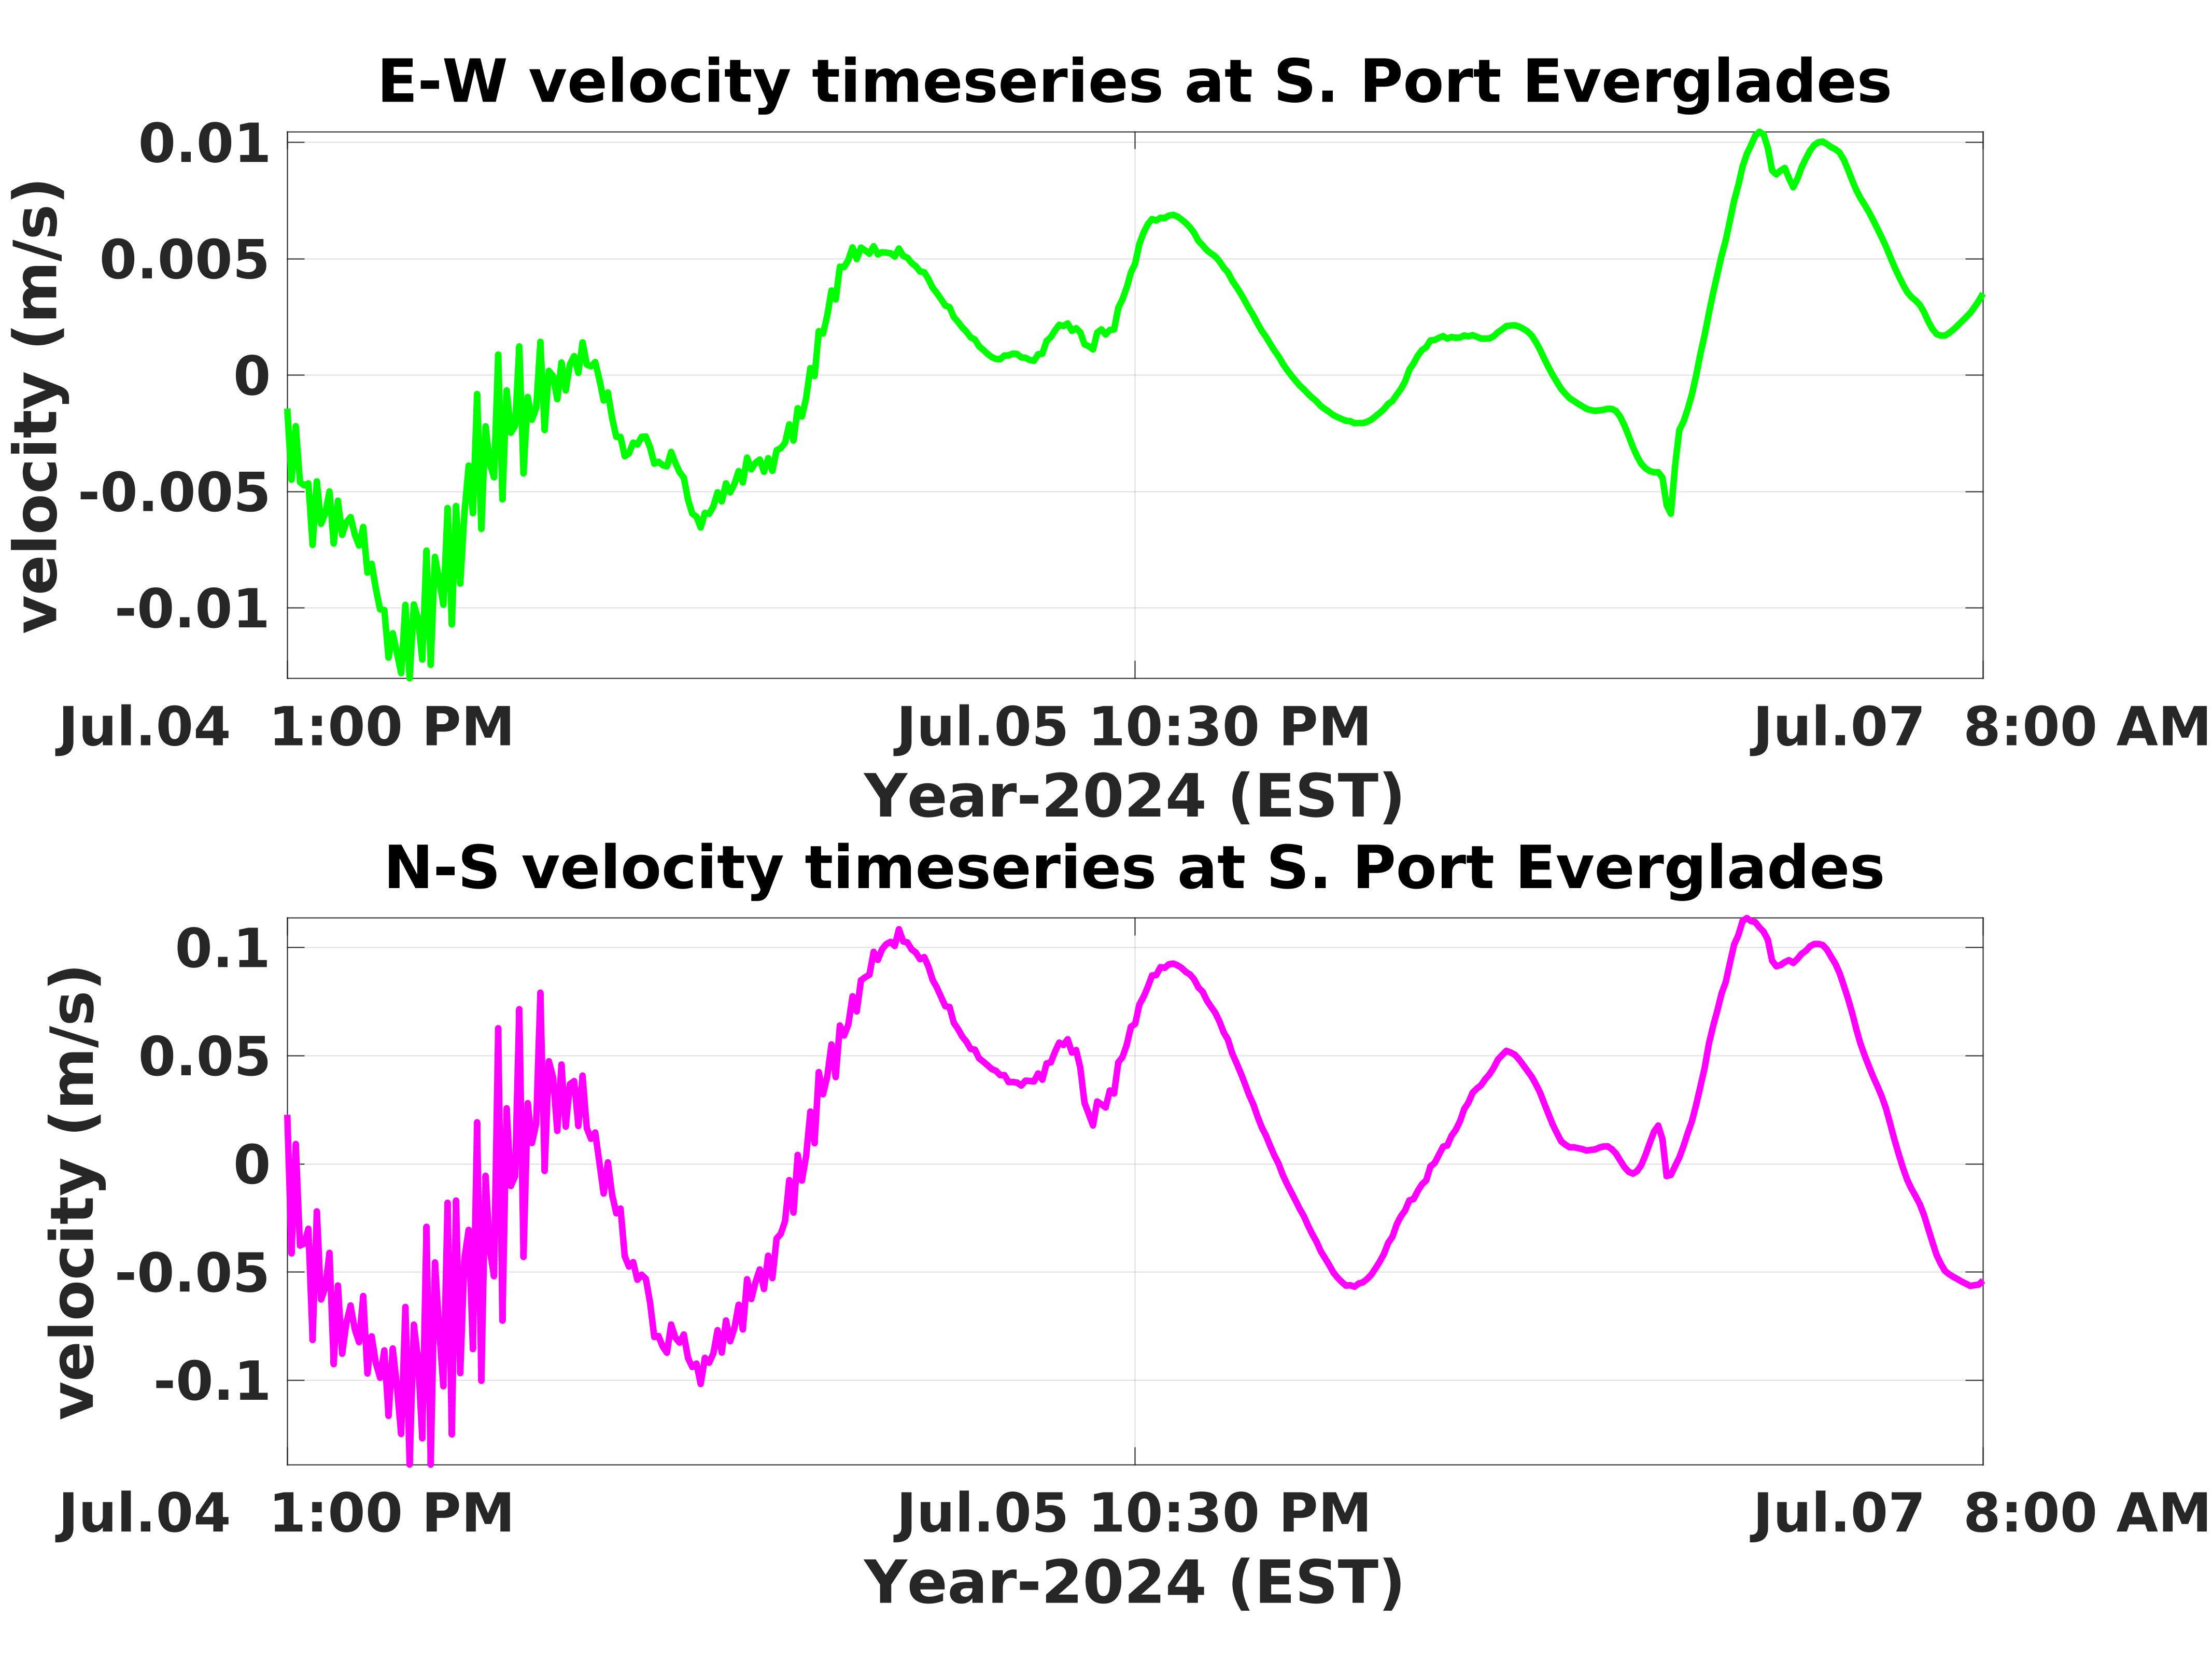 E-W velocity timeseries at S. Port Everglades
velocity (m/s)
0.01
0.005
0
-0.005
-0.01
Jul.04  1:00 PM
Jul.05 10:30 PM
Jul.07  8:00 AM
Year-2024 (EST)
N-S velocity timeseries at S. Port Everglades
velocity (m/s)
0.1
0.05
0
-0.05
-0.1
Jul.04  1:00 PM
Jul.05 10:30 PM
Jul.07  8:00 AM
Year-2024 (EST)